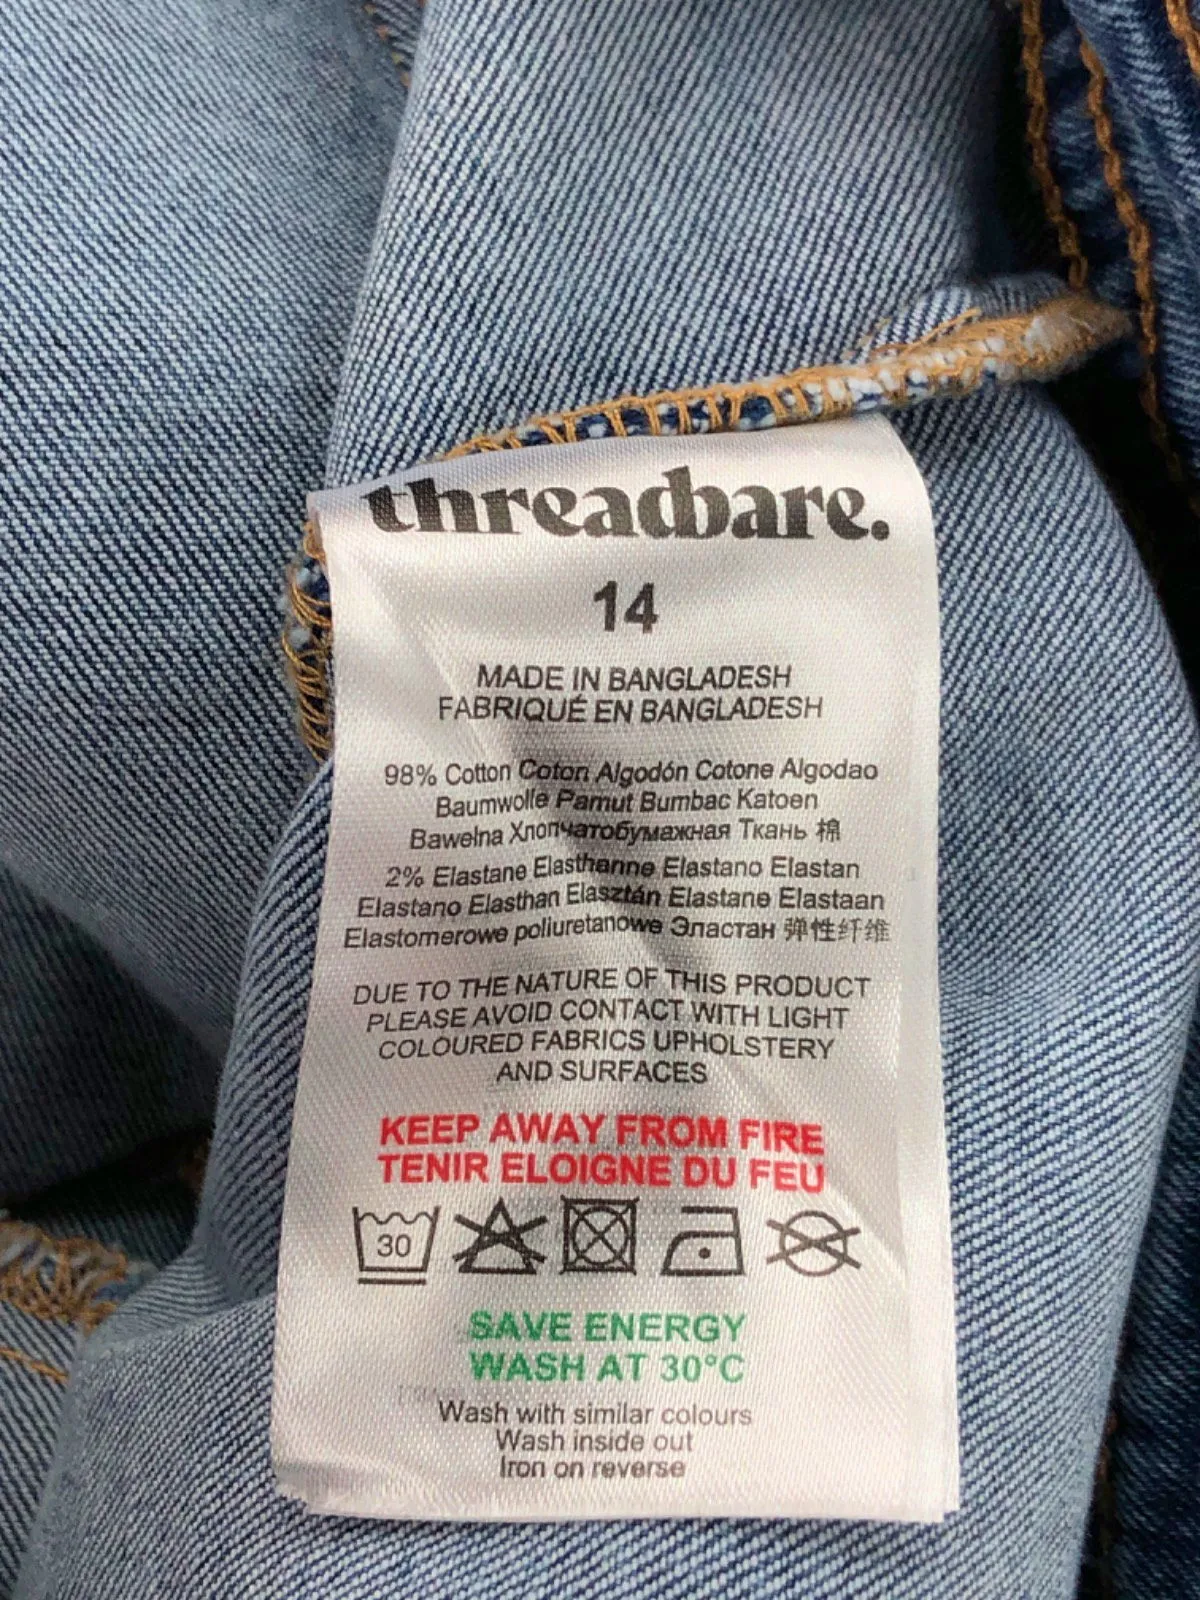 threadbare.
14
MADE IN BANGLADESH
FABRIQUÉ EN BANGLADESH
98% Cotton Coton Algodón Cotone Algodao
Baumwolle Pamut Bumbac Katoen
Bawełna Хлопчатобумажная Ткань 棉
2% Elastane Elasthanne Elastano Elastan
Elastano Elasthan Elasztán Elastane Elastaan
Elastomerowe poliuretanowe Эластан 弹性纤维
DUE TO THE NATURE OF THIS PRODUCT
PLEASE AVOID CONTACT WITH LIGHT
COLOURED FABRICS UPHOLSTERY
AND SURFACES
KEEP AWAY FROM FIRE
TENIR ELOIGNE DU FEU
30
SAVE ENERGY
WASH AT 30°C
Wash with similar colours
Wash inside out
Iron on reverse